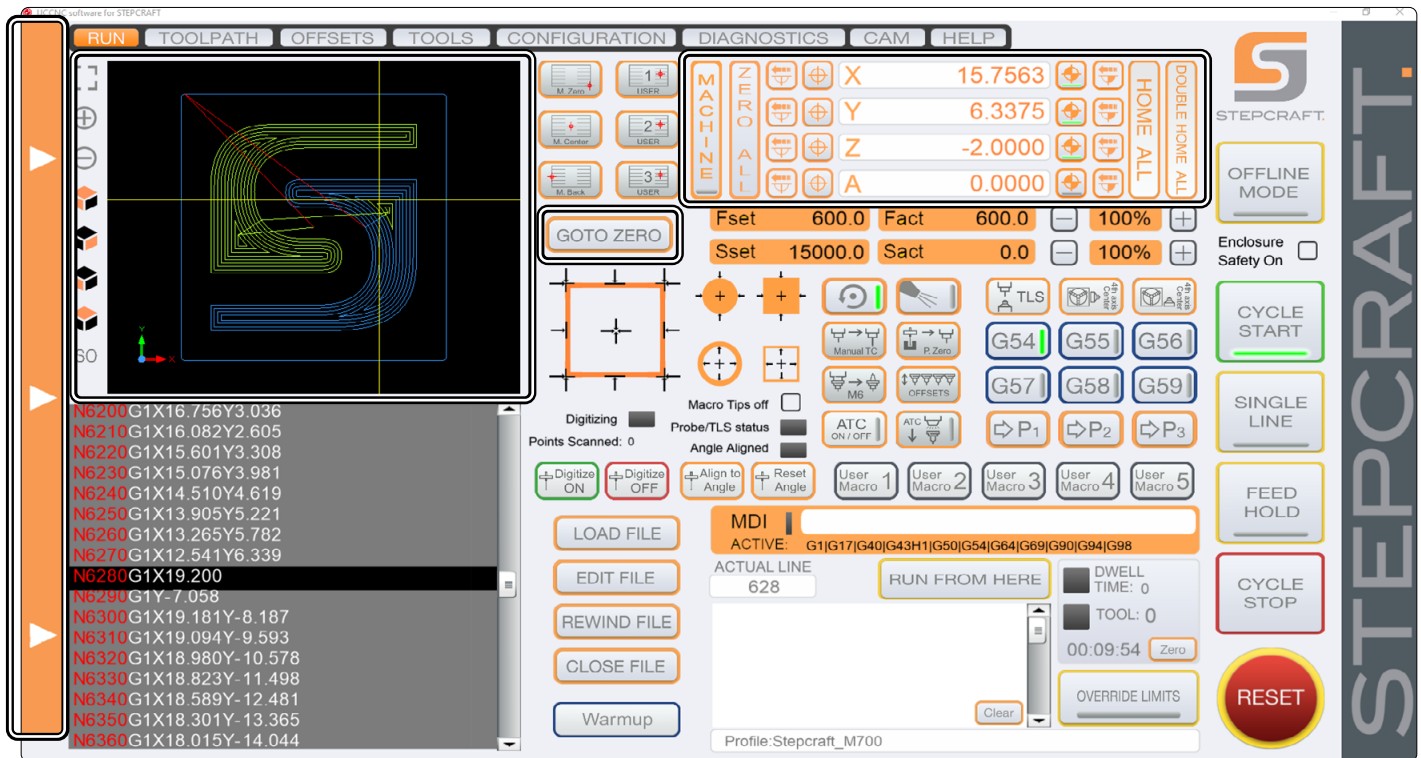 UCCNC software for STEPCRAFT
RUN TOOLPATH OFFSETS TOOLS CONFIGURATION DIAGNOSTICS CAM HELP
M. Zero
1
USER
M. Center
2
USER
M. Back
3
USER
GOTO ZERO
MACHINE
ZERO ALL
X 15.7563
Y 6.3375
Z -2.0000
A 0.0000
HOME ALL
DOUBLE HOME ALL
Fset 600.0 Fact 600.0 100%
Sset 15000.0 Sact 0.0 100%
STEPCRAFT.
OFFLINE
MODE
Enclosure
Safety On
CYCLE
START
SINGLE
LINE
FEED
HOLD
CYCLE
STOP
RESET
STEPCRAFT.
Y
X
TLS
4th axis
Center
4th axis
Center
Manual TC
P. Zero
G54 G55 G56
M6
OFFSETS
G57 G58 G59
ATC
ON / OFF
ATC
P1 P2 P3
Macro Tips off
Digitizing
Probe/TLS status
Points Scanned: 0
Angle Aligned
Digitize
ON
Digitize
OFF
Align to
Angle
Reset
Angle
User
Macro 1
User
Macro 2
User
Macro 3
User
Macro 4
User
Macro 5
N6200G1X16.756Y3.036
N6210G1X16.082Y2.605
N6220G1X15.601Y3.308
N6230G1X15.076Y3.981
N6240G1X14.510Y4.619
N6250G1X13.905Y5.221
N6260G1X13.265Y5.782
N6270G1X12.541Y6.339
N6280G1X19.200
N6290G1Y-7.058
N6300G1X19.181Y-8.187
N6310G1X19.094Y-9.593
N6320G1X18.980Y-10.578
N6330G1X18.823Y-11.498
N6340G1X18.589Y-12.481
N6350G1X18.301Y-13.365
N6360G1X18.015Y-14.044
LOAD FILE
EDIT FILE
REWIND FILE
CLOSE FILE
Warmup
MDI
ACTIVE: G1|G17|G40|G43H1|G50|G54|G64|G69|G90|G94|G98
ACTUAL LINE
628
RUN FROM HERE
DWELL
TIME: 0
TOOL: 0
00:09:54 Zero
OVERRIDE LIMITS
Clear
Profile:Stepcraft_M700